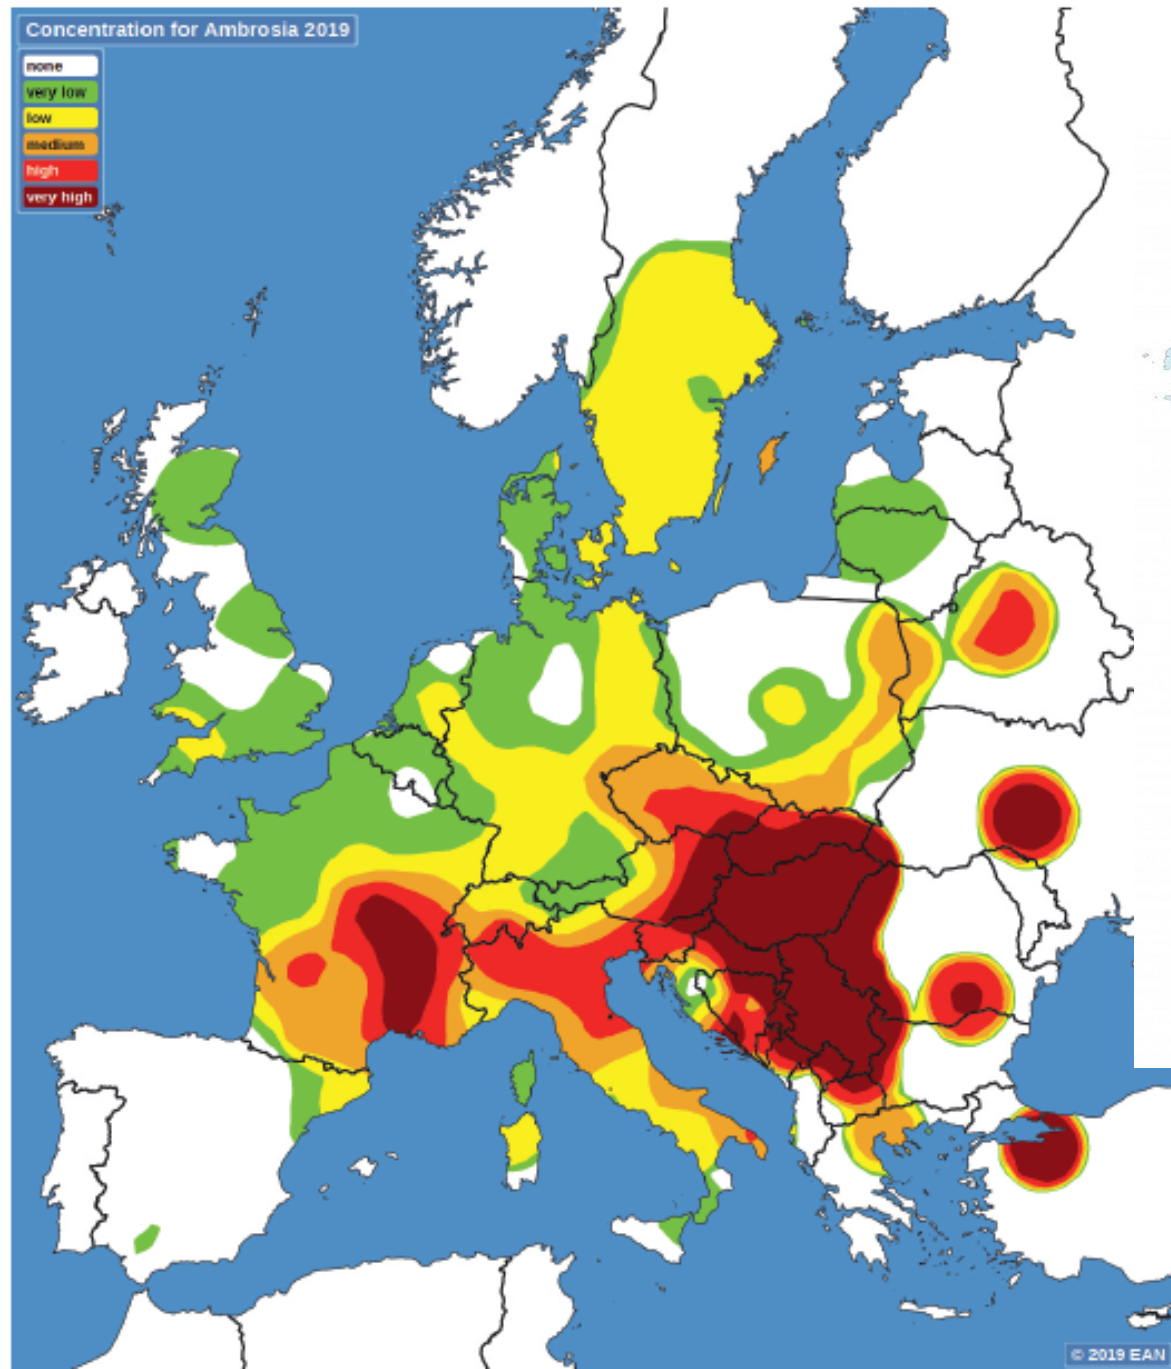 Concentration for Ambrosia 2019
none
very low
low
medium
high
very high
© 2019 EAN